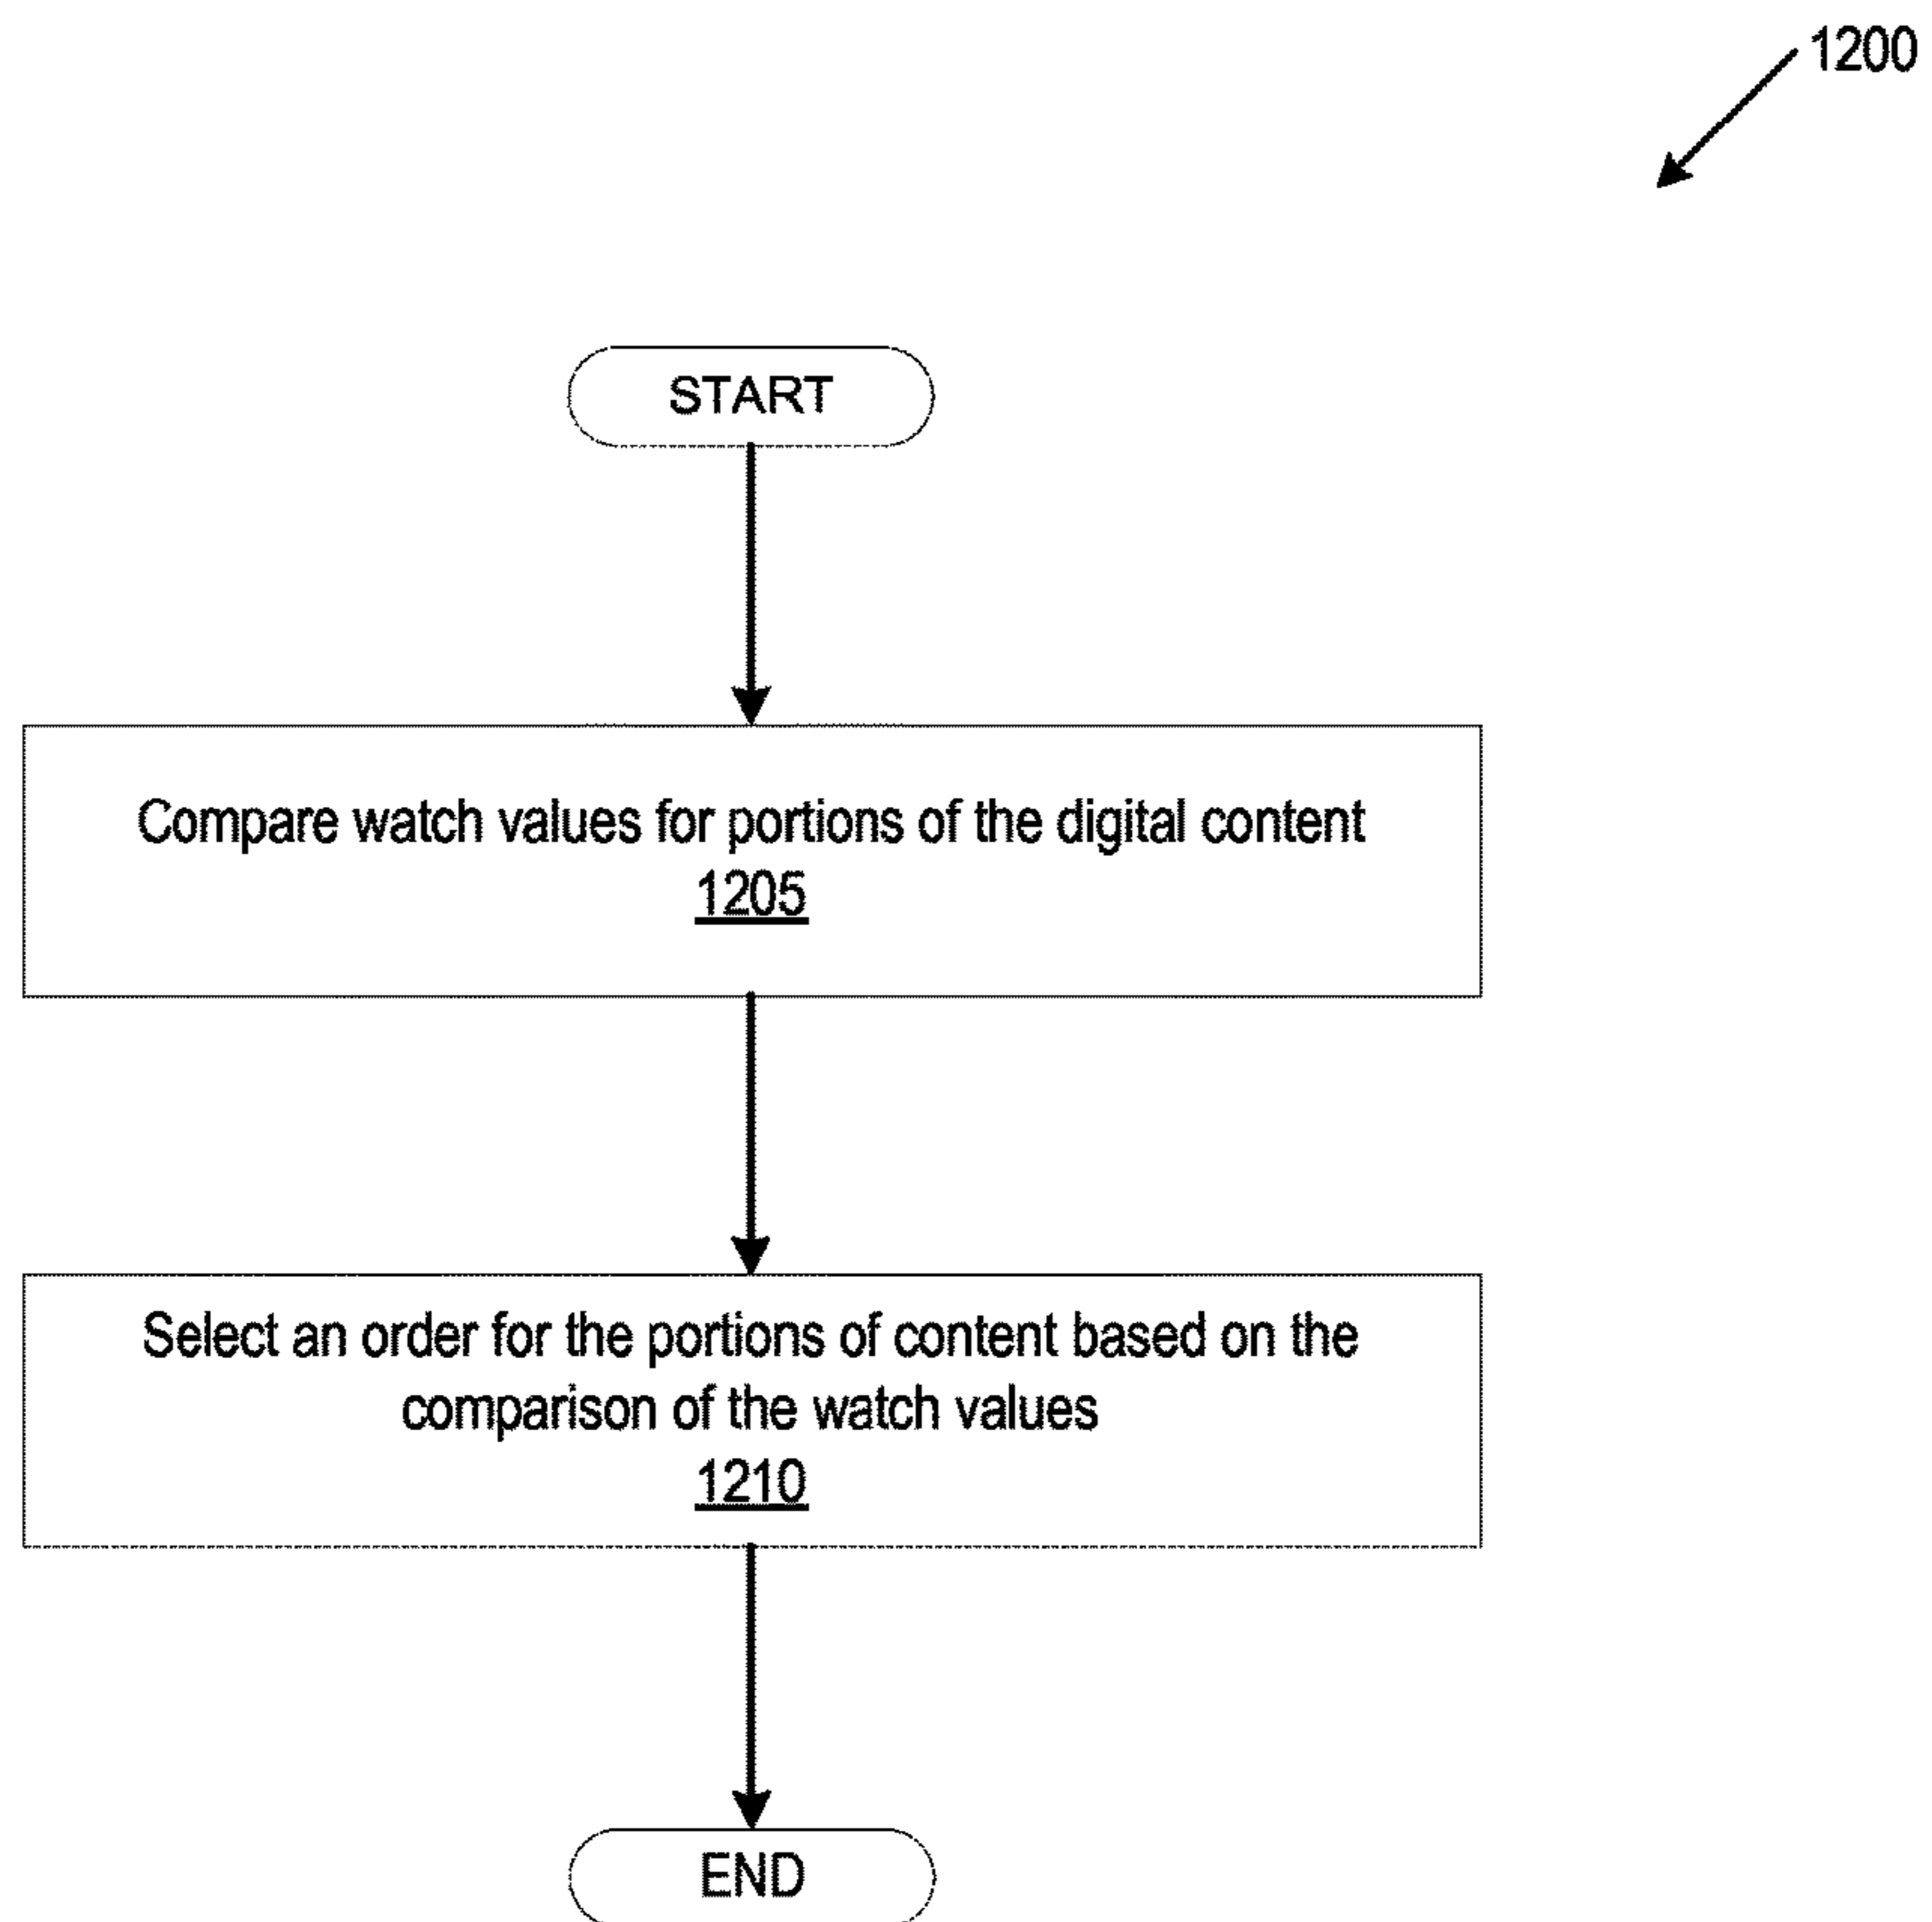 1200
START
Compare watch values for portions of the digital content
1205
Select an order for the portions of content based on the
comparison of the watch values
1210
END